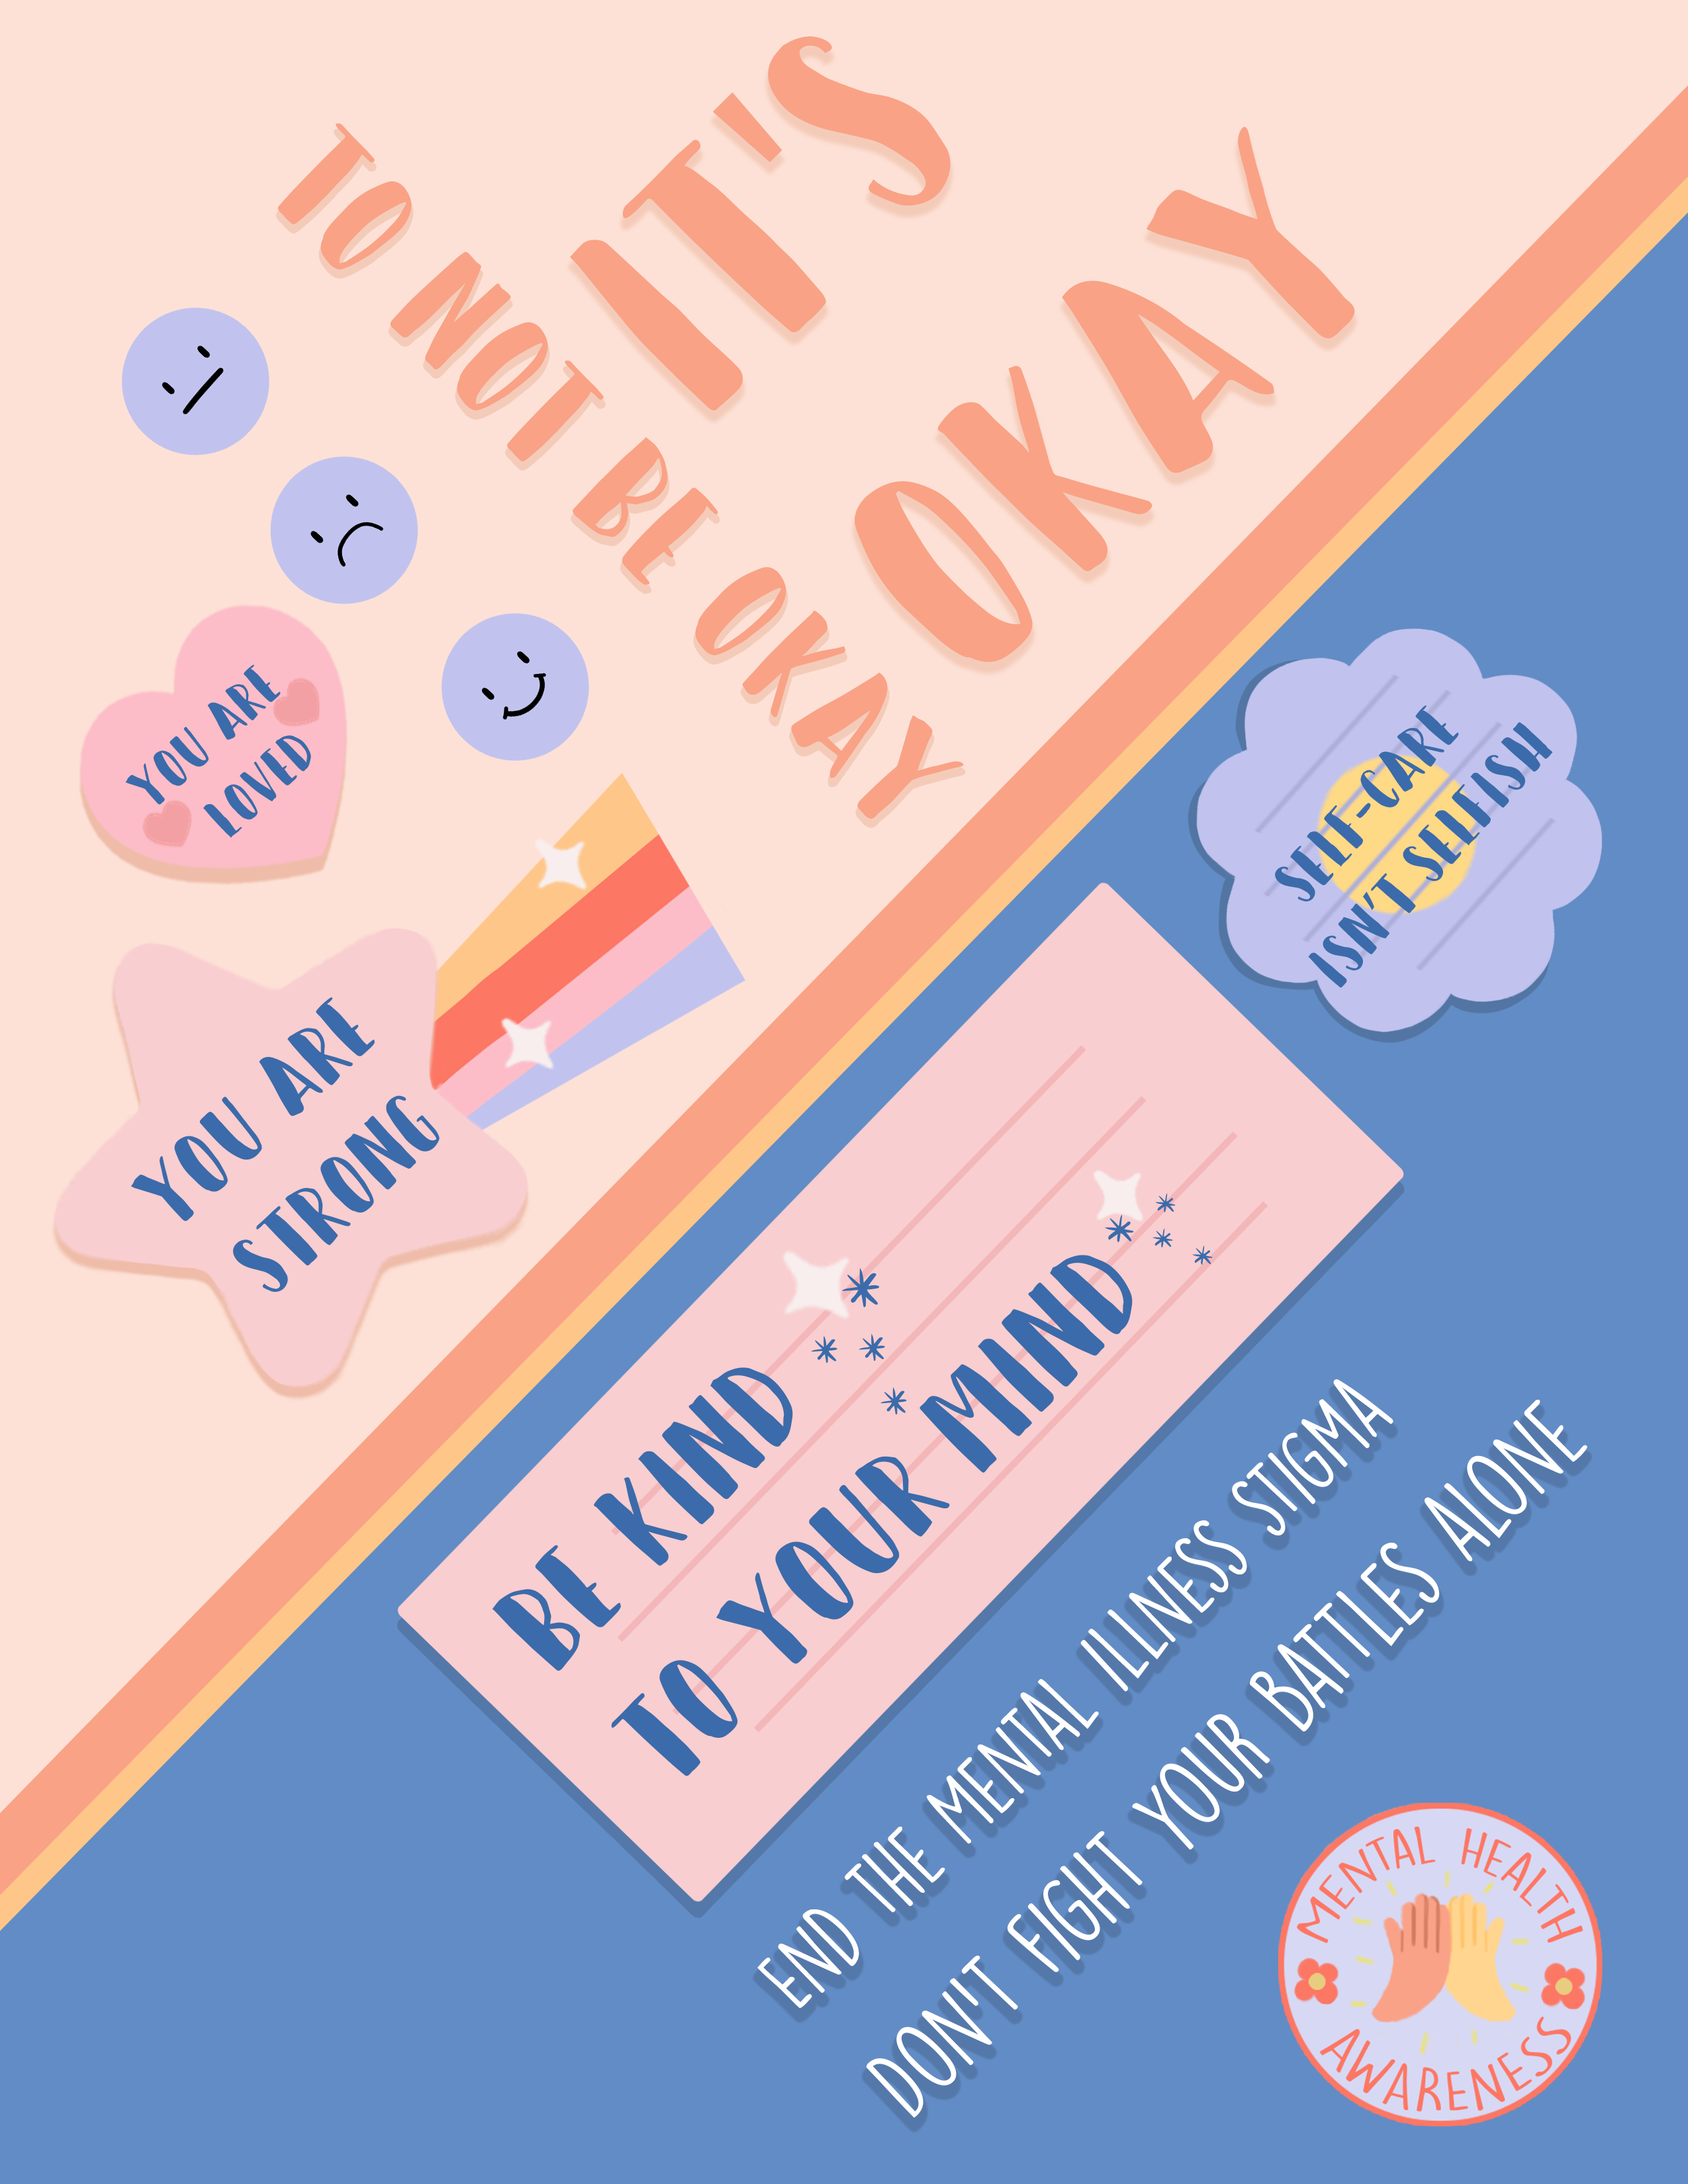 IT'S
OKAY
TO NOT BE OKAY
YOU ARE
LOVED
YOU ARE
STRONG
SELF-CARE
ISN'T SELFISH
BE KIND
TO YOUR MIND
END THE MENTAL ILLNESS STIGMA
DON'T FIGHT YOUR BATTLES ALONE
MENTAL HEALTH
AWARENESS